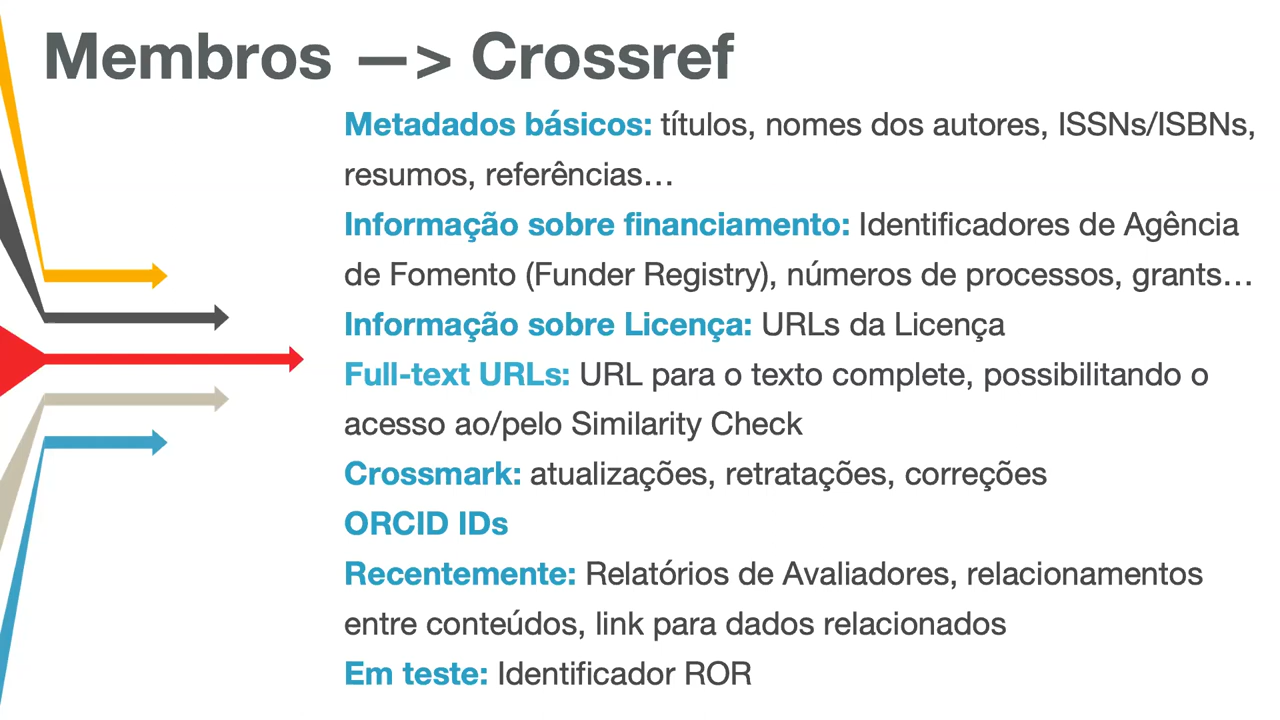 Membros —> Crossref
Metadados básicos: títulos, nomes dos autores, ISSNs/ISBNs,
resumos, referências…
Informação sobre financiamento: Identificadores de Agência
de Fomento (Funder Registry), números de processos, grants…
Informação sobre Licença: URLs da Licença
Full-text URLs: URL para o texto complete, possibilitando o
acesso ao/pelo Similarity Check
Crossmark: atualizações, retratações, correções
ORCID IDs
Recentemente: Relatórios de Avaliadores, relacionamentos
entre conteúdos, link para dados relacionados
Em teste: Identificador ROR